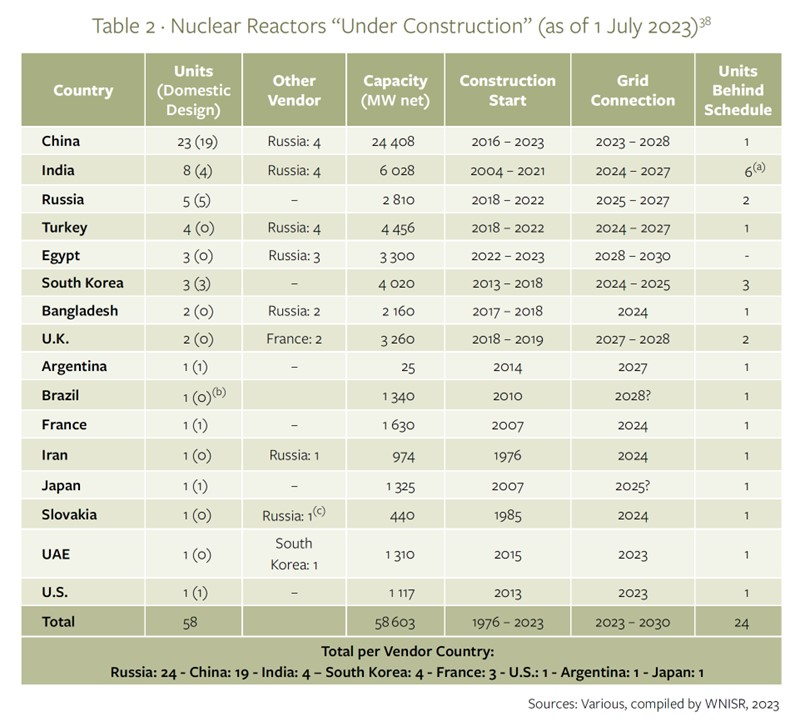 Table 2 · Nuclear Reactors “Under Construction” (as of 1 July 2023)38
Country Units (Domestic Design) Other Vendor Capacity (MW net) Construction Start Grid Connection Units Behind Schedule
China 23 (19) Russia: 4 24 408 2016 – 2023 2023 – 2028 1
India 8 (4) Russia: 4 6 028 2004 – 2021 2024 – 2027 6(a)
Russia 5 (5) – 2 810 2018 – 2022 2025 – 2027 2
Turkey 4 (0) Russia: 4 4 456 2018 – 2022 2024 – 2027 1
Egypt 3 (0) Russia: 3 3 300 2022 – 2023 2028 – 2030 -
South Korea 3 (3) – 4 020 2013 – 2018 2024 – 2025 3
Bangladesh 2 (0) Russia: 2 2 160 2017 – 2018 2024 1
U.K. 2 (0) France: 2 3 260 2018 – 2019 2027 – 2028 2
Argentina 1 (1) – 25 2014 2027 1
Brazil 1 (0)(b) 1 340 2010 2028? 1
France 1 (1) – 1 630 2007 2024 1
Iran 1 (0) Russia: 1 974 1976 2024 1
Japan 1 (1) – 1 325 2007 2025? 1
Slovakia 1 (0) Russia: 1(c) 440 1985 2024 1
UAE 1 (0) South Korea: 1 1 310 2015 2023 1
U.S. 1 (1) – 1 117 2013 2023 1
Total 58 58 603 1976 – 2023 2023 – 2030 24
Total per Vendor Country:
Russia: 24 - China: 19 - India: 4 – South Korea: 4 - France: 3 - U.S.: 1 - Argentina: 1 - Japan: 1
Sources: Various, compiled by WNISR, 2023